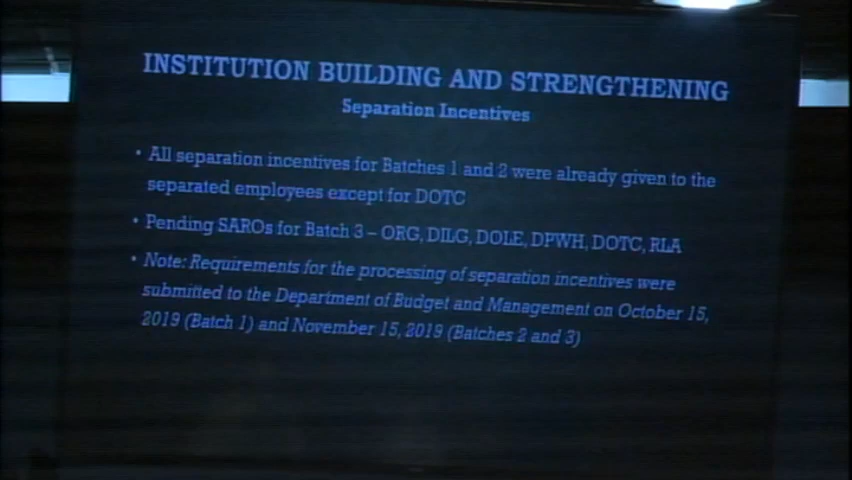 INSTITUTION BUILDING AND STRENGTHENING
Separation Incentives
• All separation incentives for Batches 1 and 2 were already given to the
separated employees except for DOTC
• Pending SAROs for Batch 3 – ORG, DILG, DOLE, DPWH, DOTC, RLA
• Note: Requirements for the processing of separation incentives were
submitted to the Department of Budget and Management on October 15,
2019 (Batch 1) and November 15, 2019 (Batches 2 and 3)